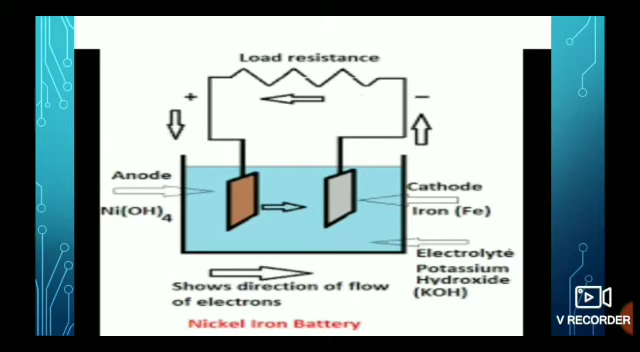 Load resistance
+
−
Anode
Ni(OH)4
Cathode
Iron (Fe)
Electrolyte
Potassium
Hydroxide
(KOH)
Shows direction of flow
of electrons
Nickel Iron Battery
V RECORDER